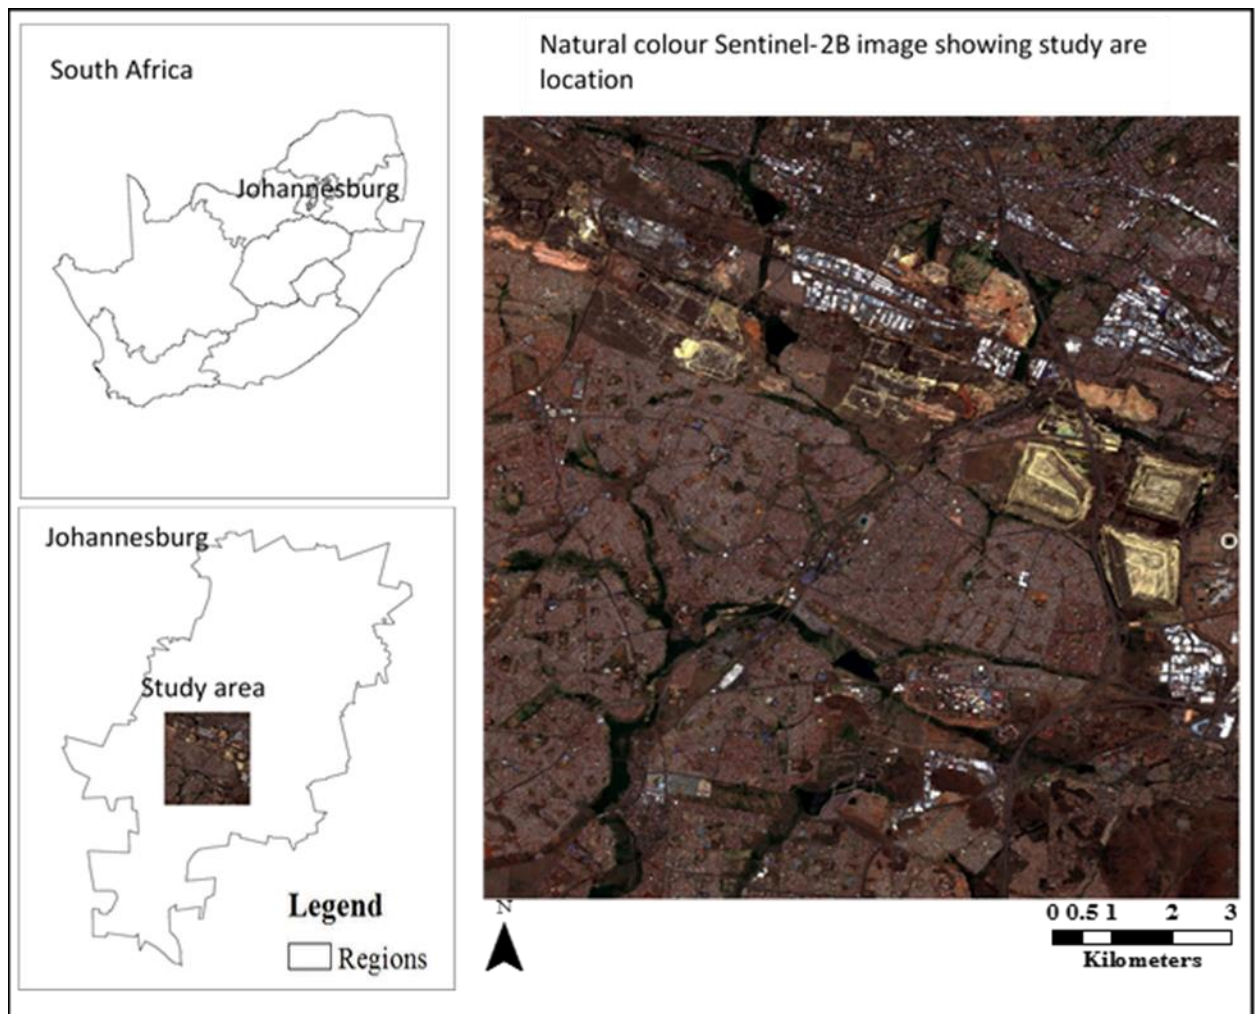 South Africa
Johannesburg
Natural colour Sentinel-2B image showing study are
location
Johannesburg
Study area
Legend
Regions
N
0 0.5 1 2 3
Kilometers